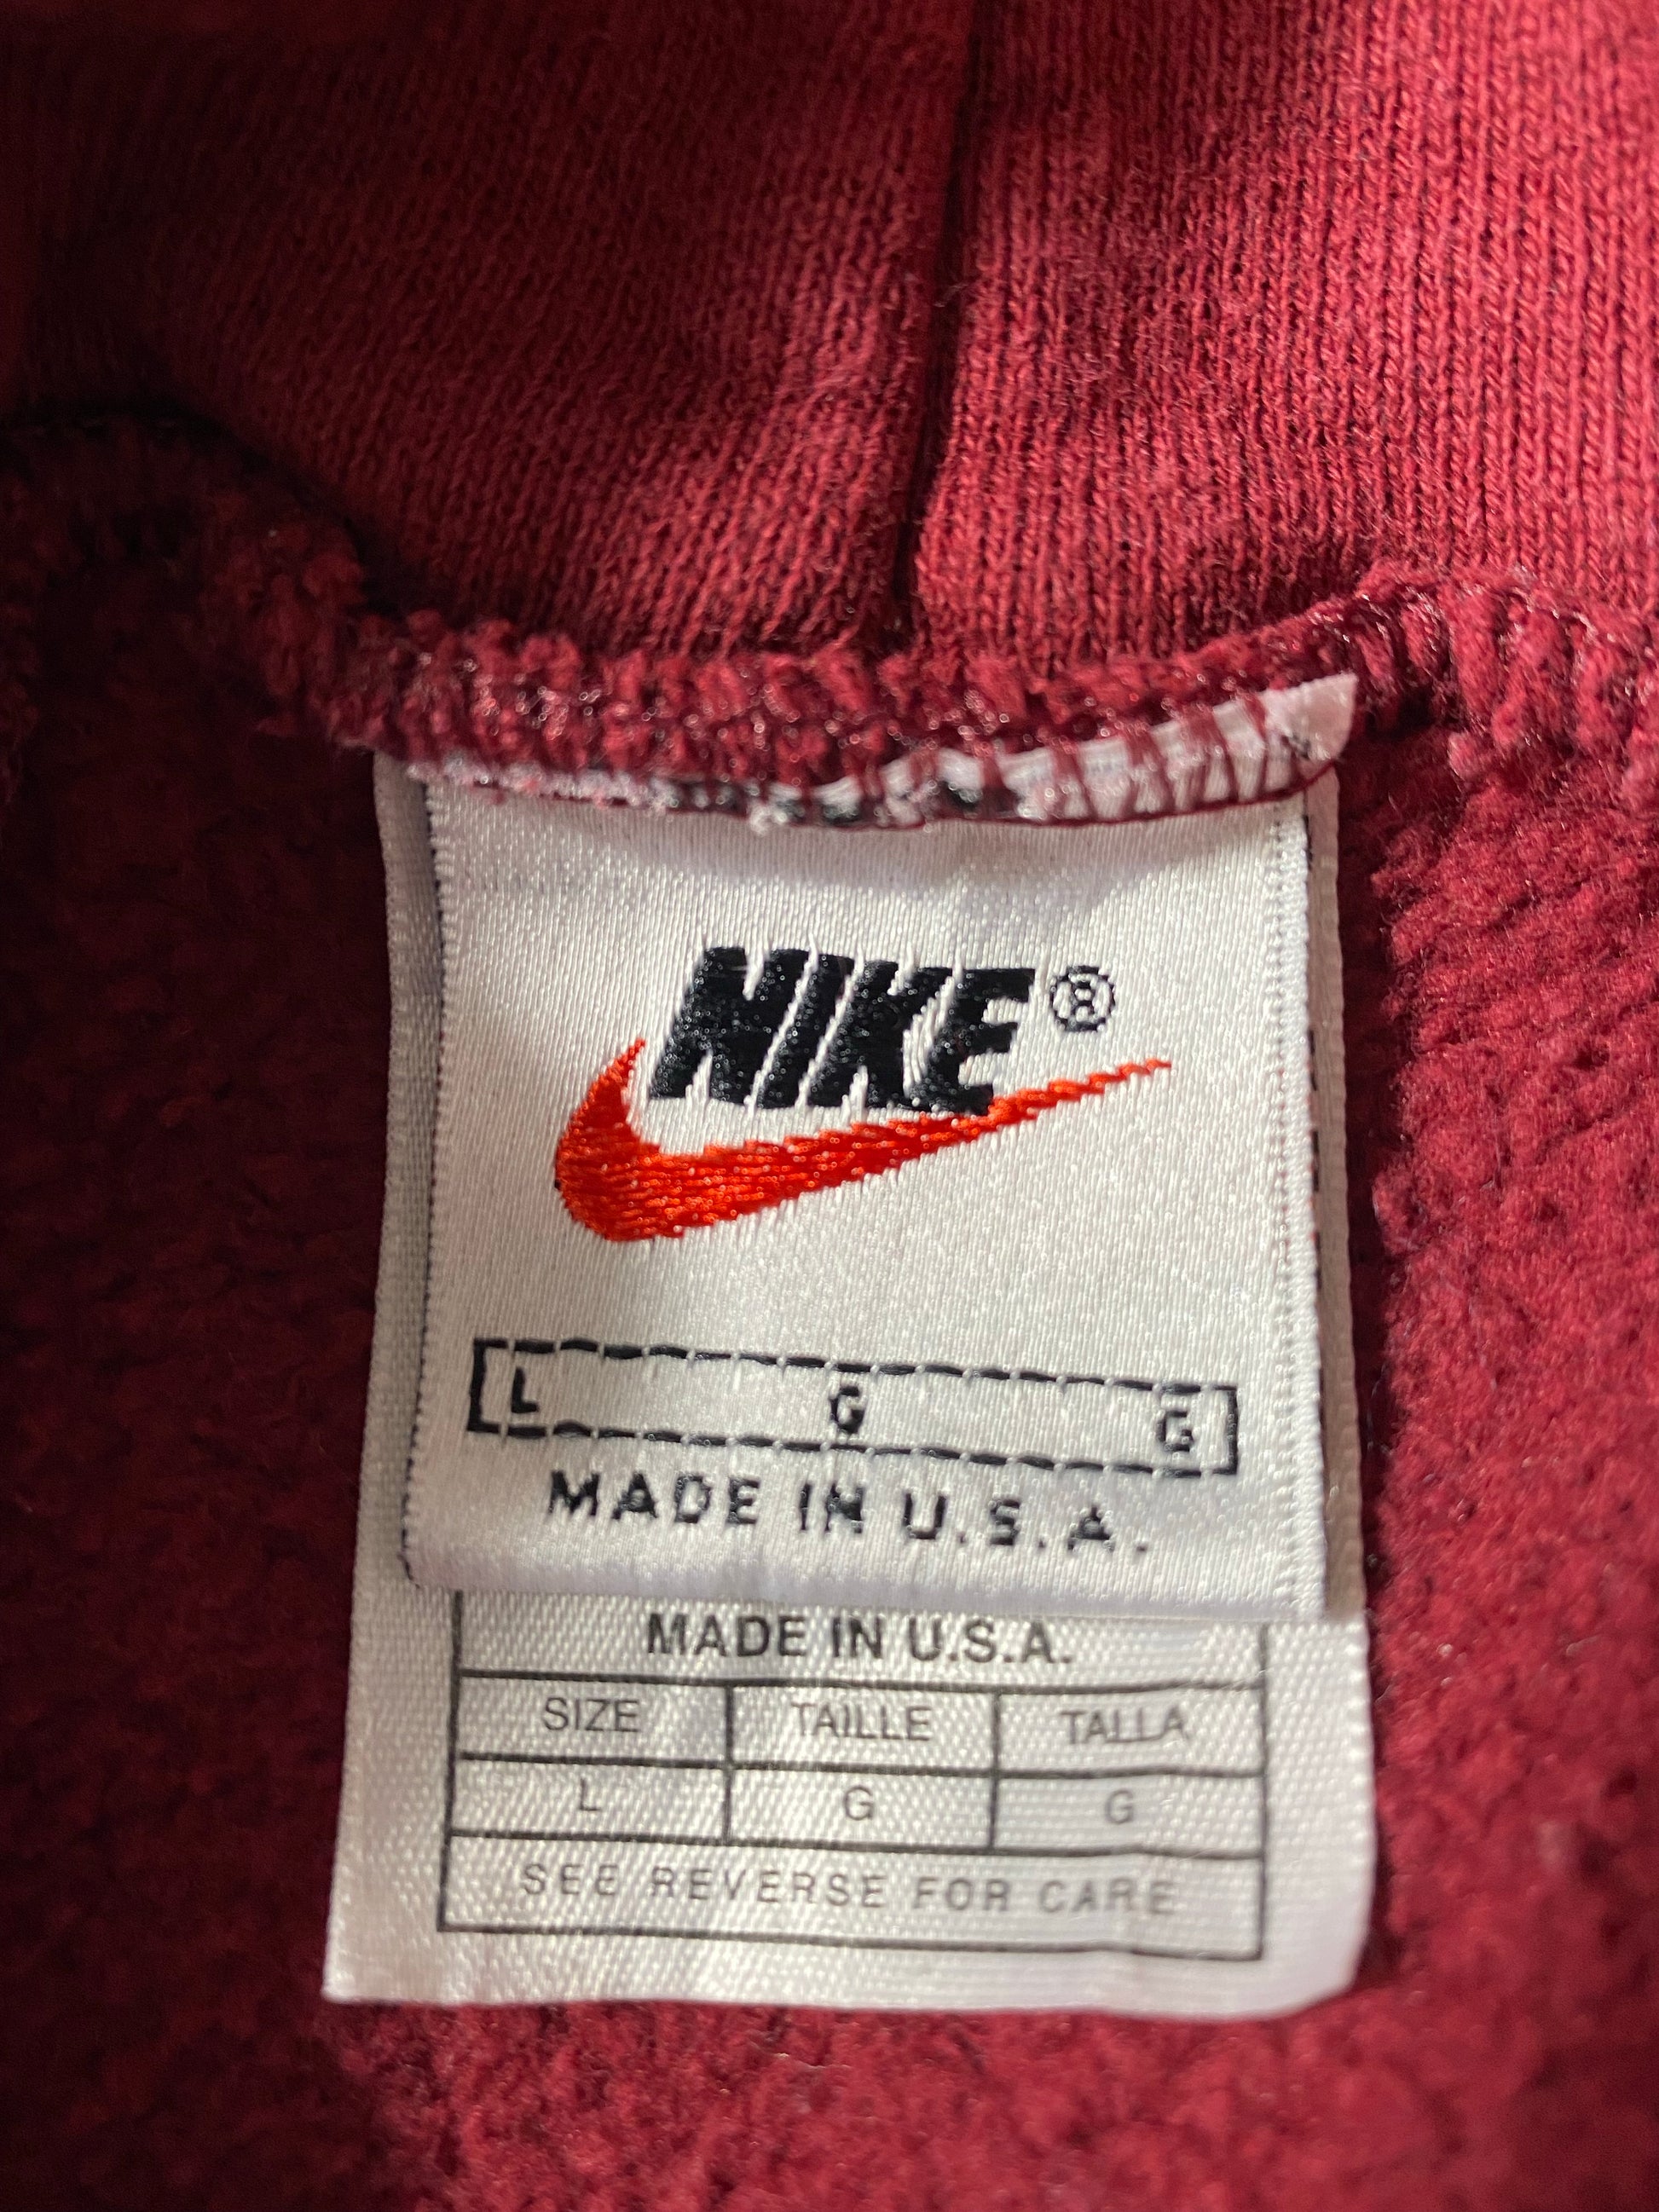 NIKE®
L G G
MADE IN U.S.A.
MADE IN U.S.A.
SIZE TAILLE TALLA
L G G
SEE REVERSE FOR CARE